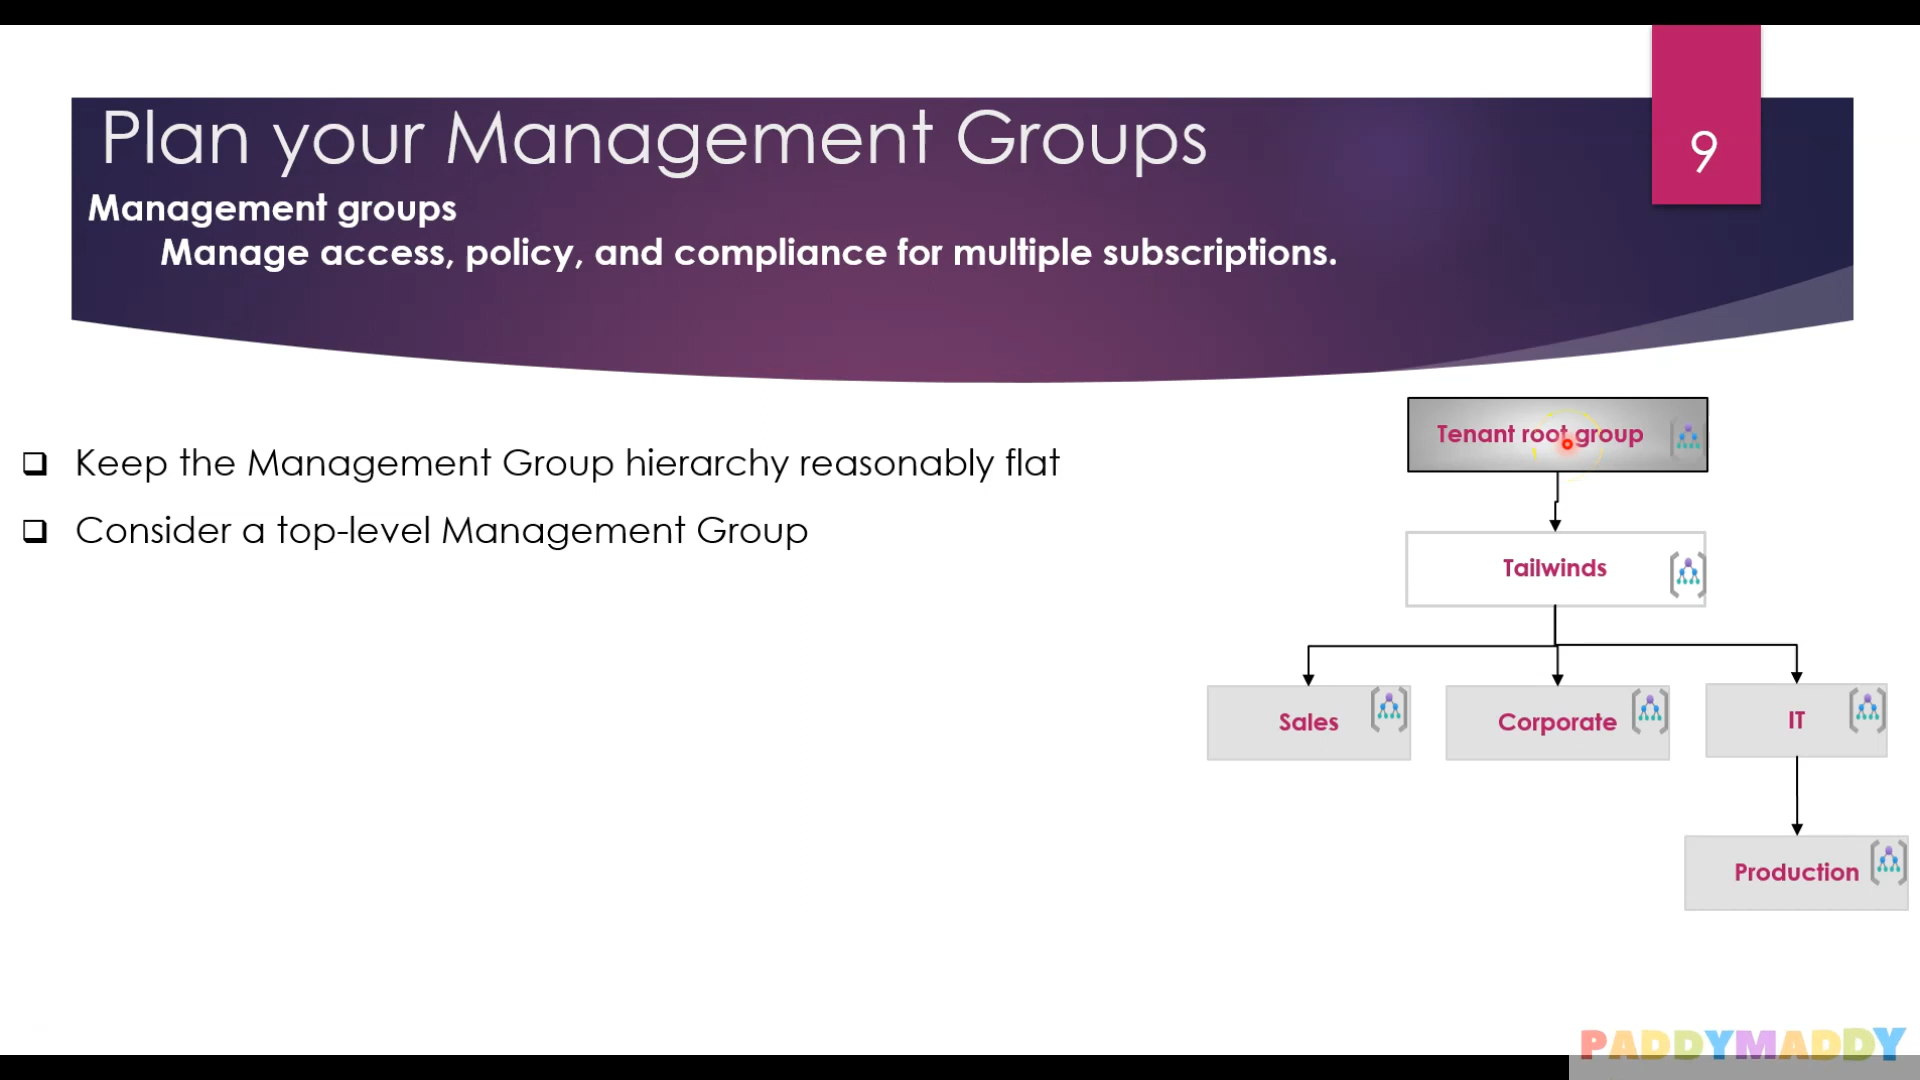 Plan your Management Groups
9
Management groups
Manage access, policy, and compliance for multiple subscriptions.
Keep the Management Group hierarchy reasonably flat
Consider a top-level Management Group
Tenant root group
Tailwinds
Sales
Corporate
IT
Production
PADDYMADDY